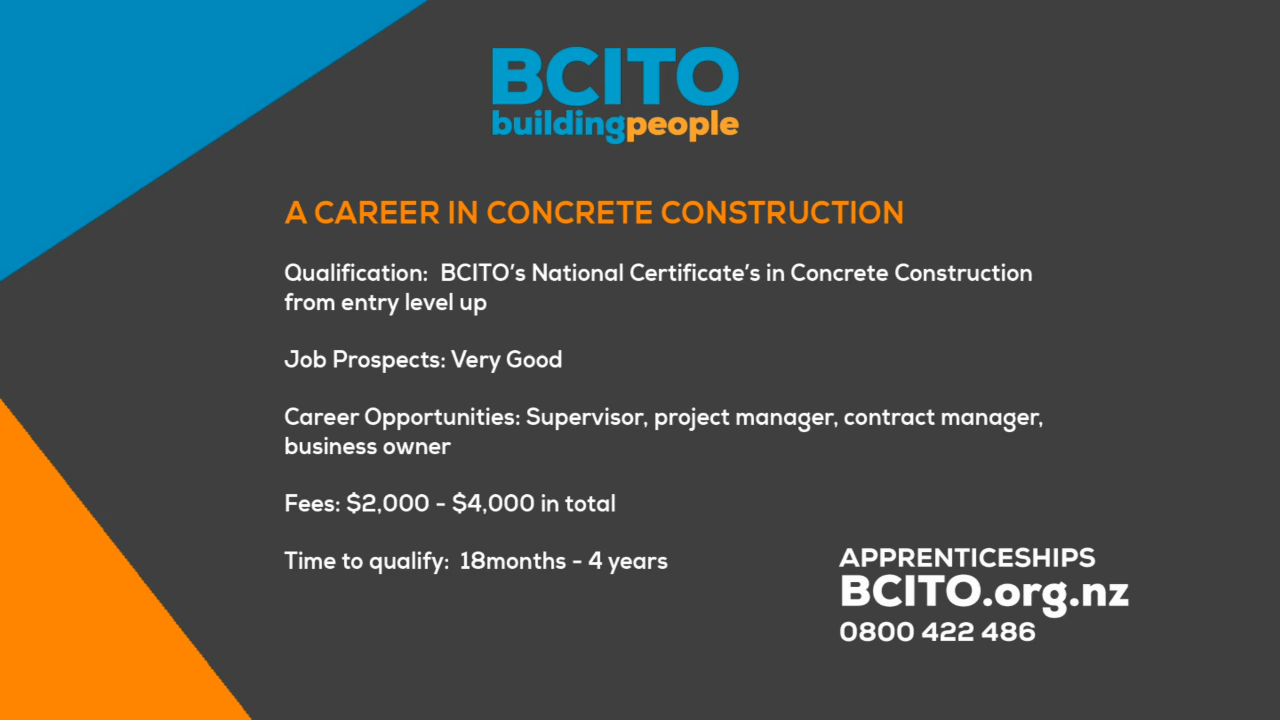 BCITO
buildingpeople
A CAREER IN CONCRETE CONSTRUCTION
Qualification:  BCITO's National Certificate's in Concrete Construction
from entry level up
Job Prospects: Very Good
Career Opportunities: Supervisor, project manager, contract manager,
business owner
Fees: $2,000 - $4,000 in total
Time to qualify:  18months - 4 years
APPRENTICESHIPS
BCITO.org.nz
0800 422 486